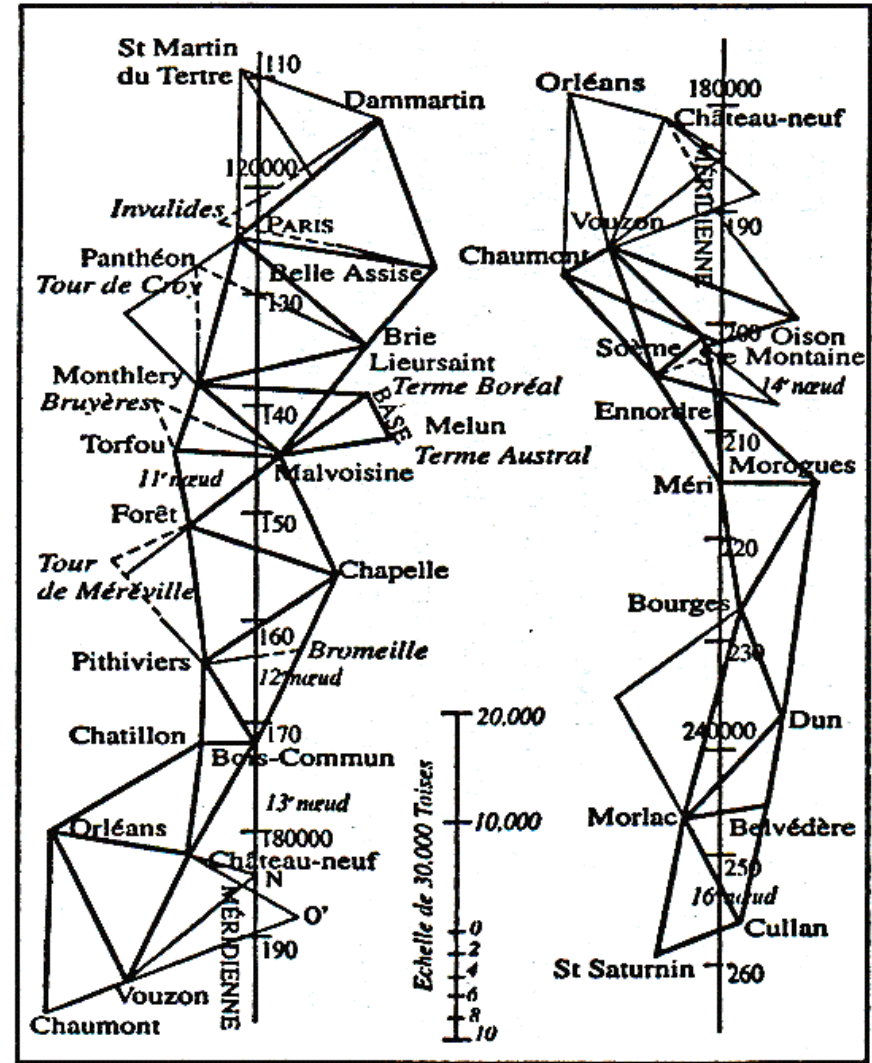 St Martin
du Tertre
110
Dammartin
120000
Invalides
PARIS
Panthéon
Belle Assise
Tour de Croy
130
Brie
Lieursaint
Monthlery
Terme Boréal
Bruyères
140
BASE
Melun
Torfou
Terme Austral
Malvoisine
11e nœud
Forêt
150
Tour
de Méréville
Chapelle
160
Bromeille
Pithiviers
12e nœud
170
Chatillon
Bois-Commun
13e nœud
Orléans
180000
Château-neuf
N
O'
MÉRIDIENNE
190
Vouzon
Chaumont
Echelle de 30.000 Toises
20,000
10,000
0
2
4
6
8
10
Orléans
180000
Château-neuf
MÉRIDIENNE
190
Vouzon
Chaumont
200
Oison
Soème
Ste Montaine
14e nœud
Ennordre
210
Morogues
Méri
220
Bourges
230
Dun
240000
Morlac
Belvédère
250
16e nœud
Cullan
St Saturnin
260